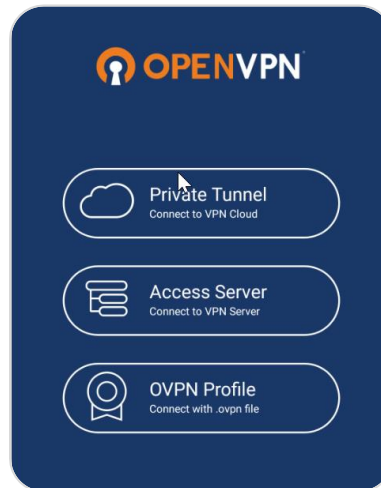 OPENVPN
Private Tunnel
Connect to VPN Cloud
Access Server
Connect to VPN Server
OVPN Profile
Connect with .ovpn file